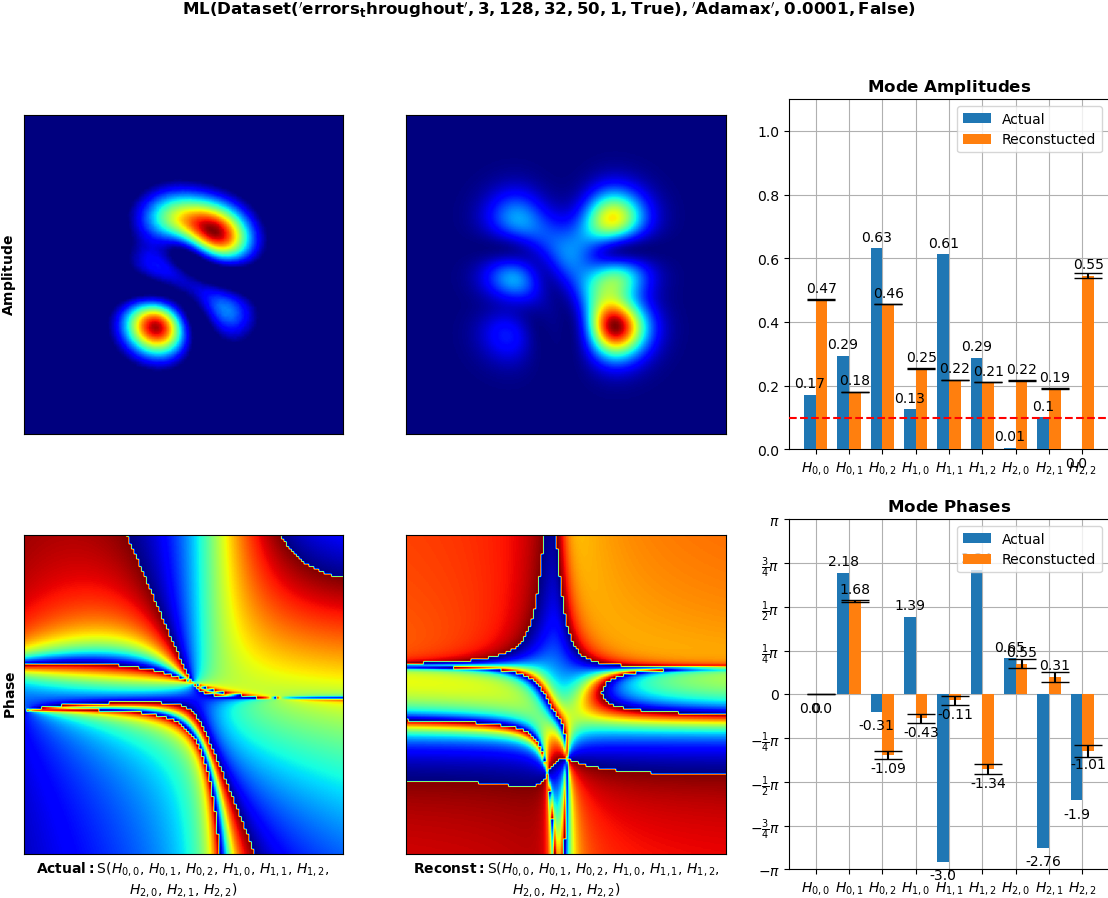 ML(Dataset('errors_throughout', 3, 128, 32, 50, 1, True), 'Adamax', 0.0001, False)
Amplitude
Mode Amplitudes
Actual
Reconstucted
1.0
0.8
0.6
0.4
0.2
0.0
0.17 0.47 0.29 0.18 0.63 0.46 0.13 0.25 0.61 0.22 0.29 0.21 0.01 0.22 0.1 0.19 0.0 0.55
H0,0 H0,1 H0,2 H1,0 H1,1 H1,2 H2,0 H2,1 H2,2
Phase
Mode Phases
Actual
Reconstucted
π
3/4π
1/2π
1/4π
0
−1/4π
−1/2π
−3/4π
−π
0.0 0.0 2.18 1.68 -0.31 -1.09 1.39 -0.43 -3.0 -0.11 -1.34 0.65 0.55 -2.76 0.31 -1.9 -1.01
H0,0 H0,1 H0,2 H1,0 H1,1 H1,2 H2,0 H2,1 H2,2
Actual: S(H0,0, H0,1, H0,2, H1,0, H1,1, H1,2,
H2,0, H2,1, H2,2)
Reconst: S(H0,0, H0,1, H0,2, H1,0, H1,1, H1,2,
H2,0, H2,1, H2,2)